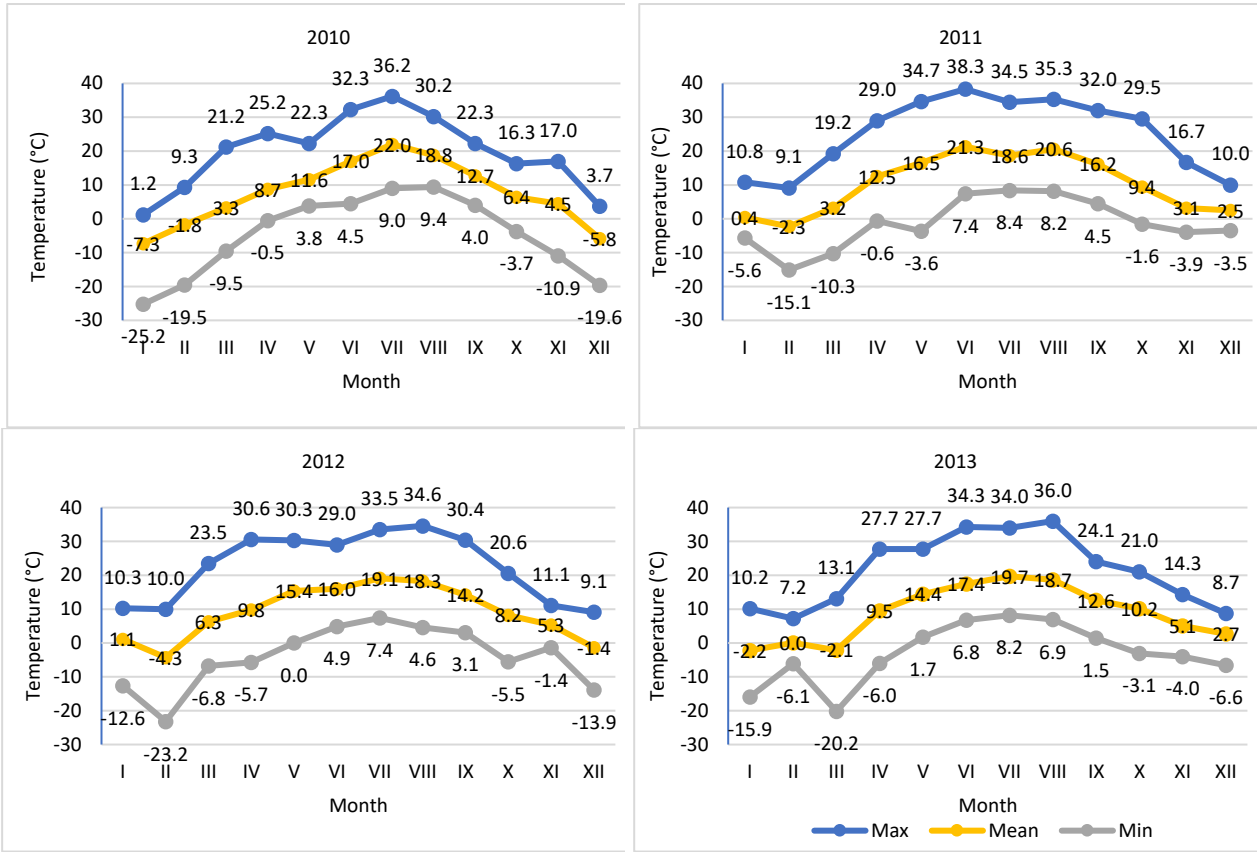 2010
Temperature (°C)
40
30
20
10
0
-10
-20
-30
1.2 9.3 21.2 25.2 22.3 32.3 36.2 30.2 22.3 16.3 17.0 3.7
-7.3 -1.8 3.3 8.7 11.6 17.0 22.0 18.8 12.7 6.4 4.5 -5.8
-25.2 -19.5 -9.5 -0.5 3.8 4.5 9.0 9.4 4.0 -3.7 -10.9 -19.6
I II III IV V VI VII VIII IX X XI XII
Month
2011
Temperature (°C)
40
30
20
10
0
-10
-20
-30
10.8 9.1 19.2 29.0 34.7 38.3 34.5 35.3 32.0 29.5 16.7 10.0
0.4 -2.3 3.2 12.5 16.5 21.3 18.6 20.6 16.2 9.4 3.1 2.5
-5.6 -15.1 -10.3 -0.6 -3.6 7.4 8.4 8.2 4.5 -1.6 -3.9 -3.5
I II III IV V VI VII VIII IX X XI XII
Month
2012
Temperature (°C)
40
30
20
10
0
-10
-20
-30
10.3 10.0 23.5 30.6 30.3 29.0 33.5 34.6 30.4 20.6 11.1 9.1
1.1 -4.3 6.3 9.8 15.4 16.0 19.1 18.3 14.2 8.2 5.3 -1.4
-12.6 -23.2 -6.8 -5.7 0.0 4.9 7.4 4.6 3.1 -5.5 -1.4 -13.9
I II III IV V VI VII VIII IX X XI XII
Month
2013
Temperature (°C)
40
30
20
10
0
-10
-20
-30
10.2 7.2 13.1 27.7 27.7 34.3 34.0 36.0 24.1 21.0 14.3 8.7
-2.2 0.0 -2.1 9.5 14.4 17.4 19.7 18.7 12.6 10.2 5.1 2.7
-15.9 -6.1 -20.2 -6.0 1.7 6.8 8.2 6.9 1.5 -3.1 -4.0 -6.6
I II III IV V VI VII VIII IX X XI XII
Month
Max Mean Min